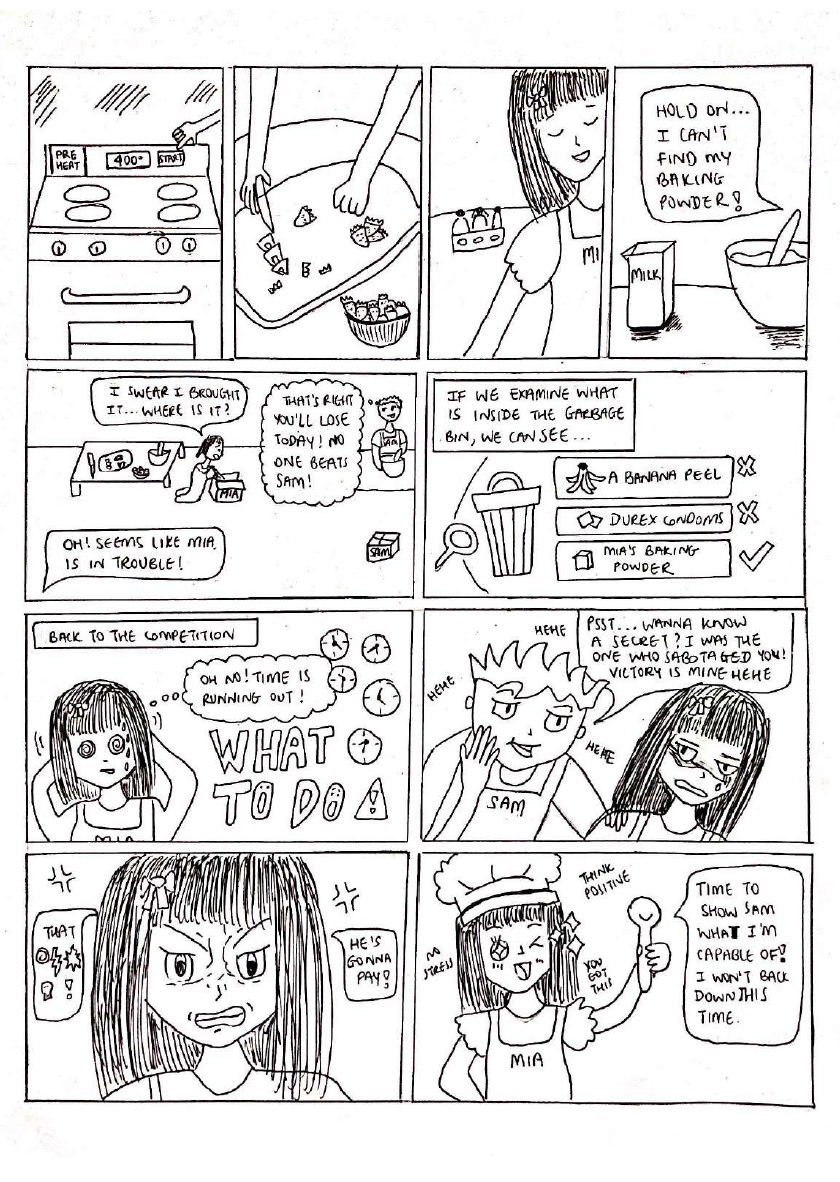 PRE
HEAT
400°
START
MI
HOLD ON...
I CAN'T
FIND MY
BAKING
POWDER!
MILK
I SWEAR I BROUGHT
IT... WHERE IS IT?
MIA
THAT'S RIGHT
YOU'LL LOSE
TODAY! NO
ONE BEATS
SAM!
SAM
OH! SEEMS LIKE MIA
IS IN TROUBLE!
SAM
IF WE EXAMINE WHAT
IS INSIDE THE GARBAGE
BIN, WE CAN SEE...
A BANANA PEEL
DUREX CONDOMS
MIA'S BAKING
POWDER
BACK TO THE COMPETITION
OH NO! TIME IS
RUNNING OUT!
WHAT
TO DO
!
MIA
HEHE
HEHE
HEHE
PSST... WANNA KNOW
A SECRET? I WAS THE
ONE WHO SABOTAGED YOU!
VICTORY IS MINE HEHE
SAM
THAT
!
HE'S
GONNA
PAY!
NO
STRESS
THINK
POSITIVE
YOU
GOT
THIS
MIA
TIME TO
SHOW SAM
WHAT I'M
CAPABLE OF!
I WON'T BACK
DOWN THIS
TIME.